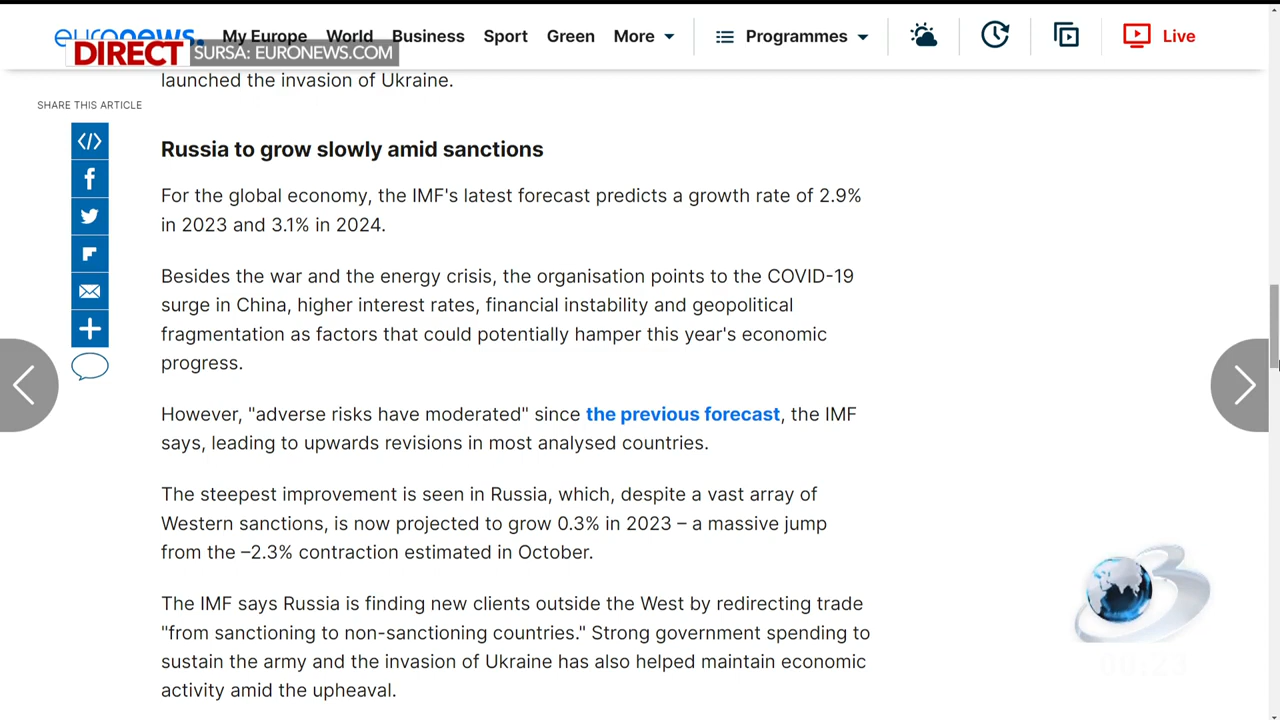 euronews.
My Europe World Business Sport Green More Programmes Live
DIRECT SURSA: EURONEWS.COM
launched the invasion of Ukraine.
SHARE THIS ARTICLE
Russia to grow slowly amid sanctions
For the global economy, the IMF's latest forecast predicts a growth rate of 2.9%
in 2023 and 3.1% in 2024.
Besides the war and the energy crisis, the organisation points to the COVID-19
surge in China, higher interest rates, financial instability and geopolitical
fragmentation as factors that could potentially hamper this year's economic
progress.
However, "adverse risks have moderated" since the previous forecast, the IMF
says, leading to upwards revisions in most analysed countries.
The steepest improvement is seen in Russia, which, despite a vast array of
Western sanctions, is now projected to grow 0.3% in 2023 – a massive jump
from the –2.3% contraction estimated in October.
The IMF says Russia is finding new clients outside the West by redirecting trade
"from sanctioning to non-sanctioning countries." Strong government spending to
sustain the army and the invasion of Ukraine has also helped maintain economic
activity amid the upheaval.
00:23